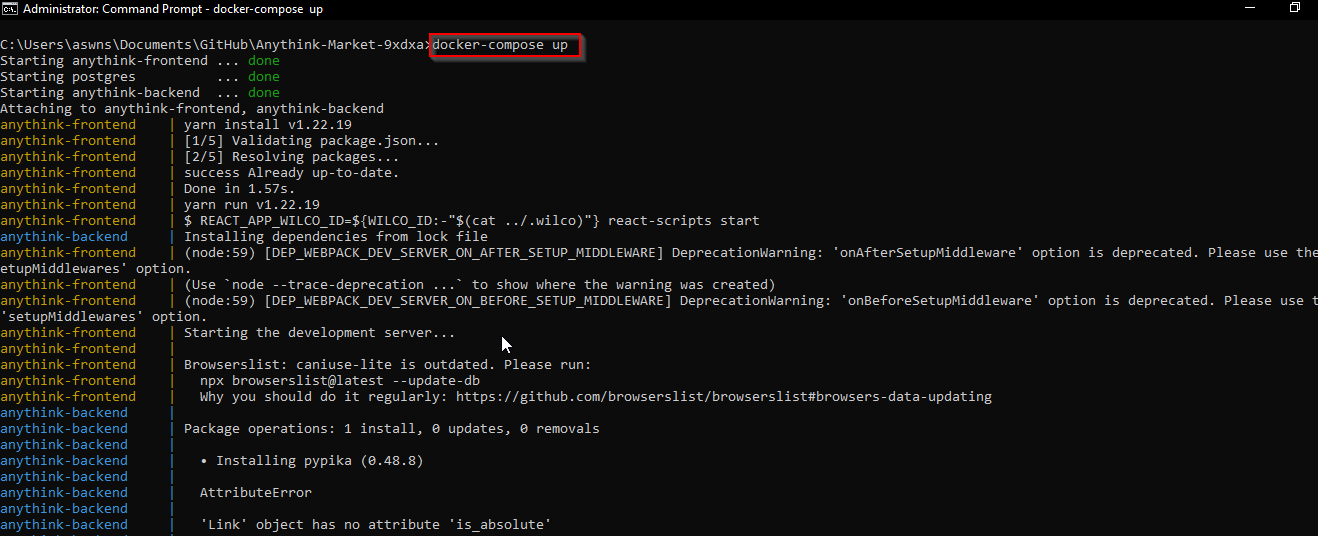 Administrator: Command Prompt - docker-compose up
C:\Users\aswns\Documents\GitHub\Anythink-Market-9xdxa>docker-compose up
Starting anythink-frontend ... done
Starting postgres          ... done
Starting anythink-backend  ... done
Attaching to anythink-frontend, anythink-backend
anythink-frontend    | yarn install v1.22.19
anythink-frontend    | [1/5] Validating package.json...
anythink-frontend    | [2/5] Resolving packages...
anythink-frontend    | success Already up-to-date.
anythink-frontend    | Done in 1.57s.
anythink-frontend    | yarn run v1.22.19
anythink-frontend    | $ REACT_APP_WILCO_ID=${WILCO_ID:-"$(cat ../.wilco)"} react-scripts start
anythink-backend     | Installing dependencies from lock file
anythink-frontend    | (node:59) [DEP_WEBPACK_DEV_SERVER_ON_AFTER_SETUP_MIDDLEWARE] DeprecationWarning: 'onAfterSetupMiddleware' option is deprecated. Please use the
etupMiddlewares' option.
anythink-frontend    | (Use `node --trace-deprecation ...` to show where the warning was created)
anythink-frontend    | (node:59) [DEP_WEBPACK_DEV_SERVER_ON_BEFORE_SETUP_MIDDLEWARE] DeprecationWarning: 'onBeforeSetupMiddleware' option is deprecated. Please use t
'setupMiddlewares' option.
anythink-frontend    | Starting the development server...
anythink-frontend    |
anythink-frontend    | Browserslist: caniuse-lite is outdated. Please run:
anythink-frontend    |   npx browserslist@latest --update-db
anythink-frontend    |   Why you should do it regularly: https://github.com/browserslist/browserslist#browsers-data-updating
anythink-backend     |
anythink-backend     | Package operations: 1 install, 0 updates, 0 removals
anythink-backend     |
anythink-backend     |   • Installing pypika (0.48.8)
anythink-backend     |
anythink-backend     |   AttributeError
anythink-backend     |
anythink-backend     |   'Link' object has no attribute 'is_absolute'